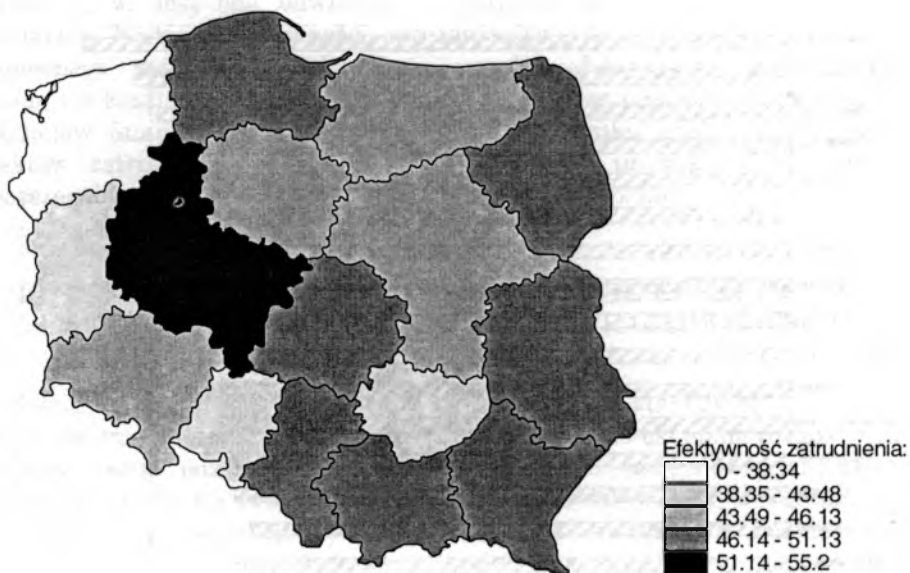 Efektywność zatrudnienia:
0 - 38.34
38.35 - 43.48
43.49 - 46.13
46.14 - 51.13
51.14 - 55.2